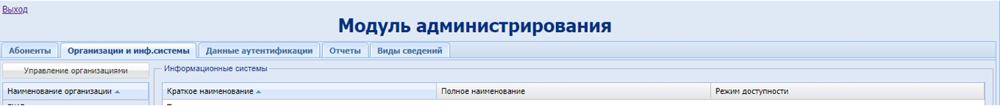 Выход
Модуль администрирования
Абоненты Организации и инф.системы Данные аутентификации Отчеты Виды сведений
Управление организациями Информационные системы
Наименование организации Краткое наименование Полное наименование Режим доступности